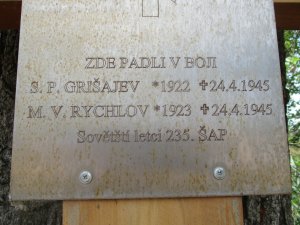 ZDE PADLI V BOJI
S. P. GRIŠAJEV *1922 ✝24.4.1945
M. V. RYCHLOV *1923 ✝24.4.1945
Sovětští letci 235. ŠAP